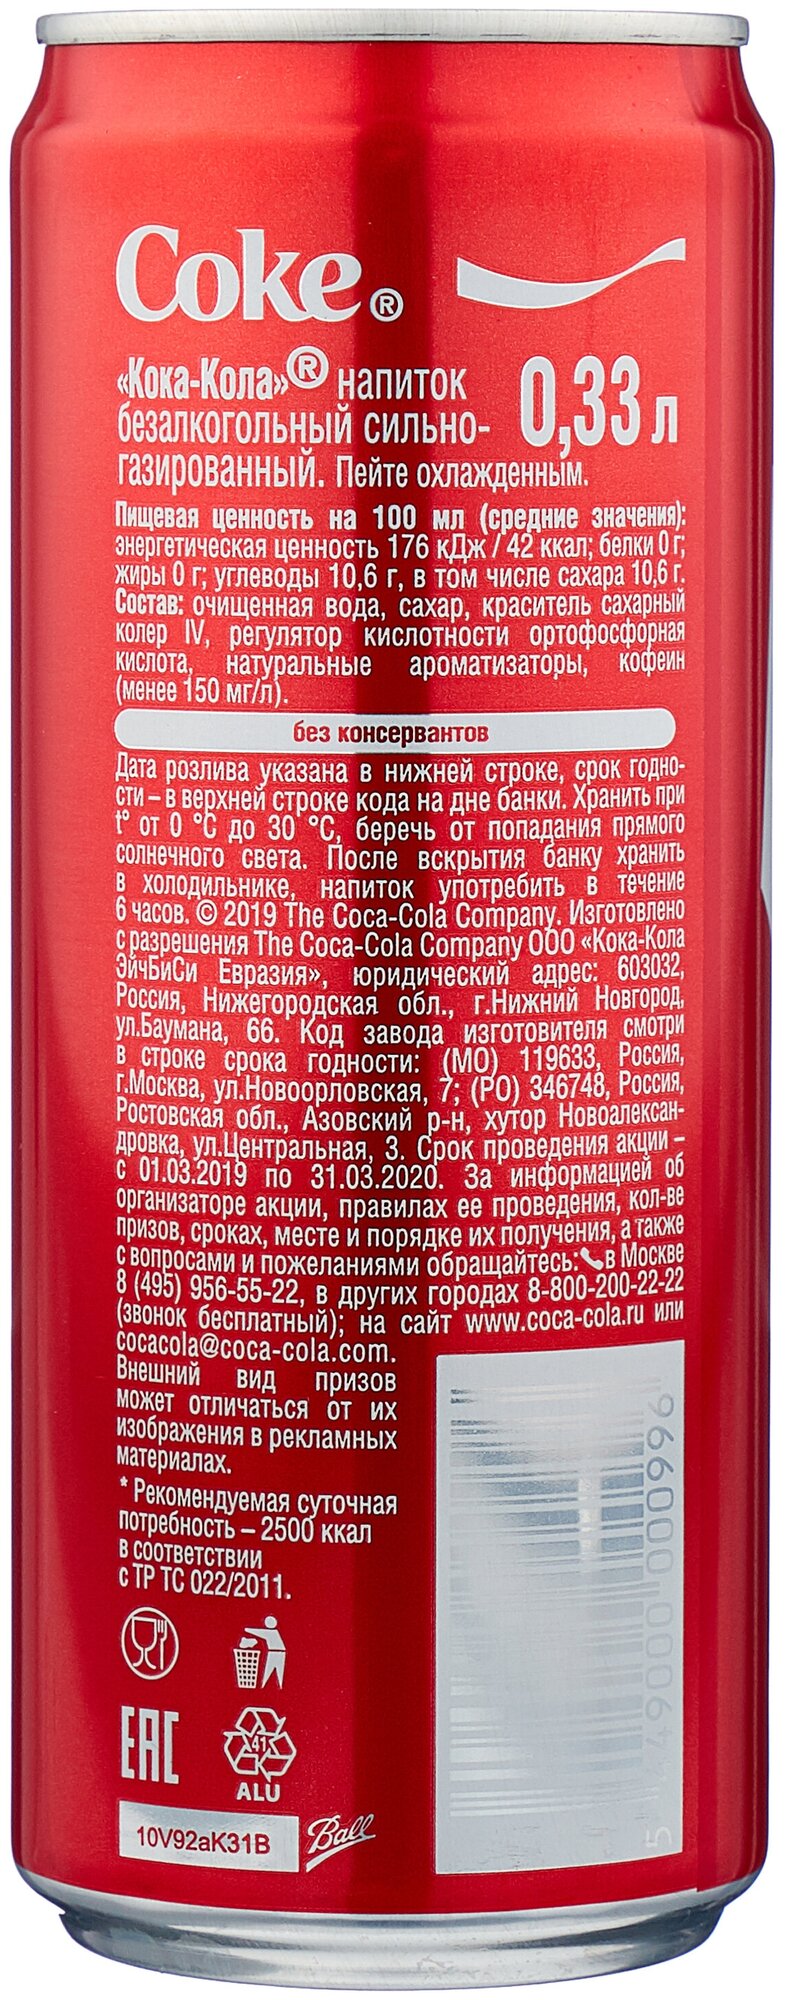 Coke®
«Кока-Кола»® напиток
безалкогольный сильно-
газированный. Пейте охлажденным.
0,33 л
Пищевая ценность на 100 мл (средние значения):
энергетическая ценность 176 кДж / 42 ккал; белки 0 г;
жиры 0 г; углеводы 10,6 г, в том числе сахара 10,6 г.
Состав: очищенная вода, сахар, краситель сахарный
колер IV, регулятор кислотности ортофосфорная
кислота, натуральные ароматизаторы, кофеин
(менее 150 мг/л).
без консервантов
Дата розлива указана в нижней строке, срок годно-
сти – в верхней строке кода на дне банки. Хранить при
t° от 0 °C до 30 °C, беречь от попадания прямого
солнечного света. После вскрытия банку хранить
в холодильнике, напиток употребить в течение
6 часов. © 2019 The Coca-Cola Company. Изготовлено
с разрешения The Coca-Cola Company ООО «Кока-Кола
ЭйчБиСи Евразия», юридический адрес: 603032,
Россия, Нижегородская обл., г.Нижний Новгород,
ул.Баумана, 66. Код завода изготовителя смотри
в строке срока годности: (МО) 119633, Россия,
г.Москва, ул.Новоорловская, 7; (РО) 346748, Россия,
Ростовская обл., Азовский р-н, хутор Новоалексан-
дровка, ул.Центральная, 3. Срок проведения акции –
с 01.03.2019 по 31.03.2020. За информацией об
организаторе акции, правилах ее проведения, кол-ве
призов, сроках, месте и порядке их получения, а также
с вопросами и пожеланиями обращайтесь: в Москве
8 (495) 956-55-22, в других городах 8-800-200-22-22
(звонок бесплатный); на сайт www.coca-cola.ru или
cocacola@coca-cola.com.
Внешний вид призов
может отличаться от их
изображения в рекламных
материалах.
* Рекомендуемая суточная
потребность – 2500 ккал
в соответствии
с ТР ТС 022/2011.
EAC
41
ALU
10V92aK31B
Ball
5 449000 000996